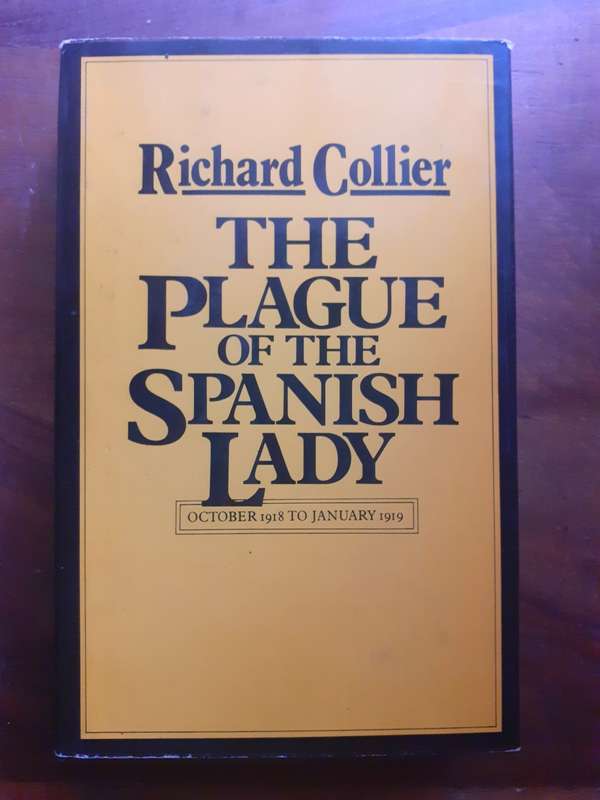 Richard Collier
THE
PLAGUE
OF THE
SPANISH
LADY
OCTOBER 1918 TO JANUARY 1919